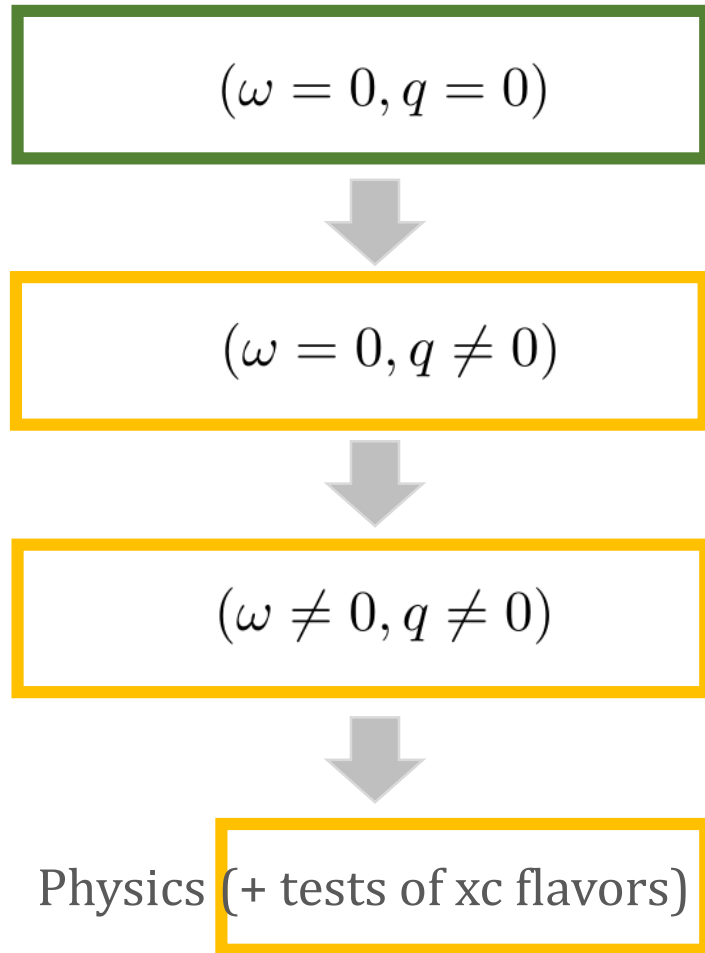 (ω = 0, q = 0)
(ω = 0, q ≠ 0)
(ω ≠ 0, q ≠ 0)
Physics (+ tests of xc flavors)